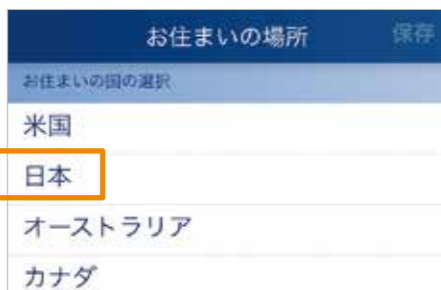 お住まいの場所 保存
お住まいの国の選択
米国
日本
オーストラリア
カナダ